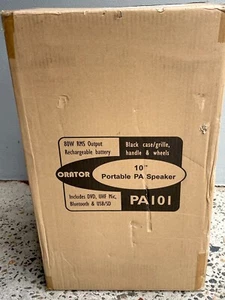 80W RMS Output
Rechargeable battery
Black case/grille,
handle & wheels
ORATOR
10"
Portable PA Speaker
Includes DVD, UHF Mic,
Bluetooth & USB/SD
PA101